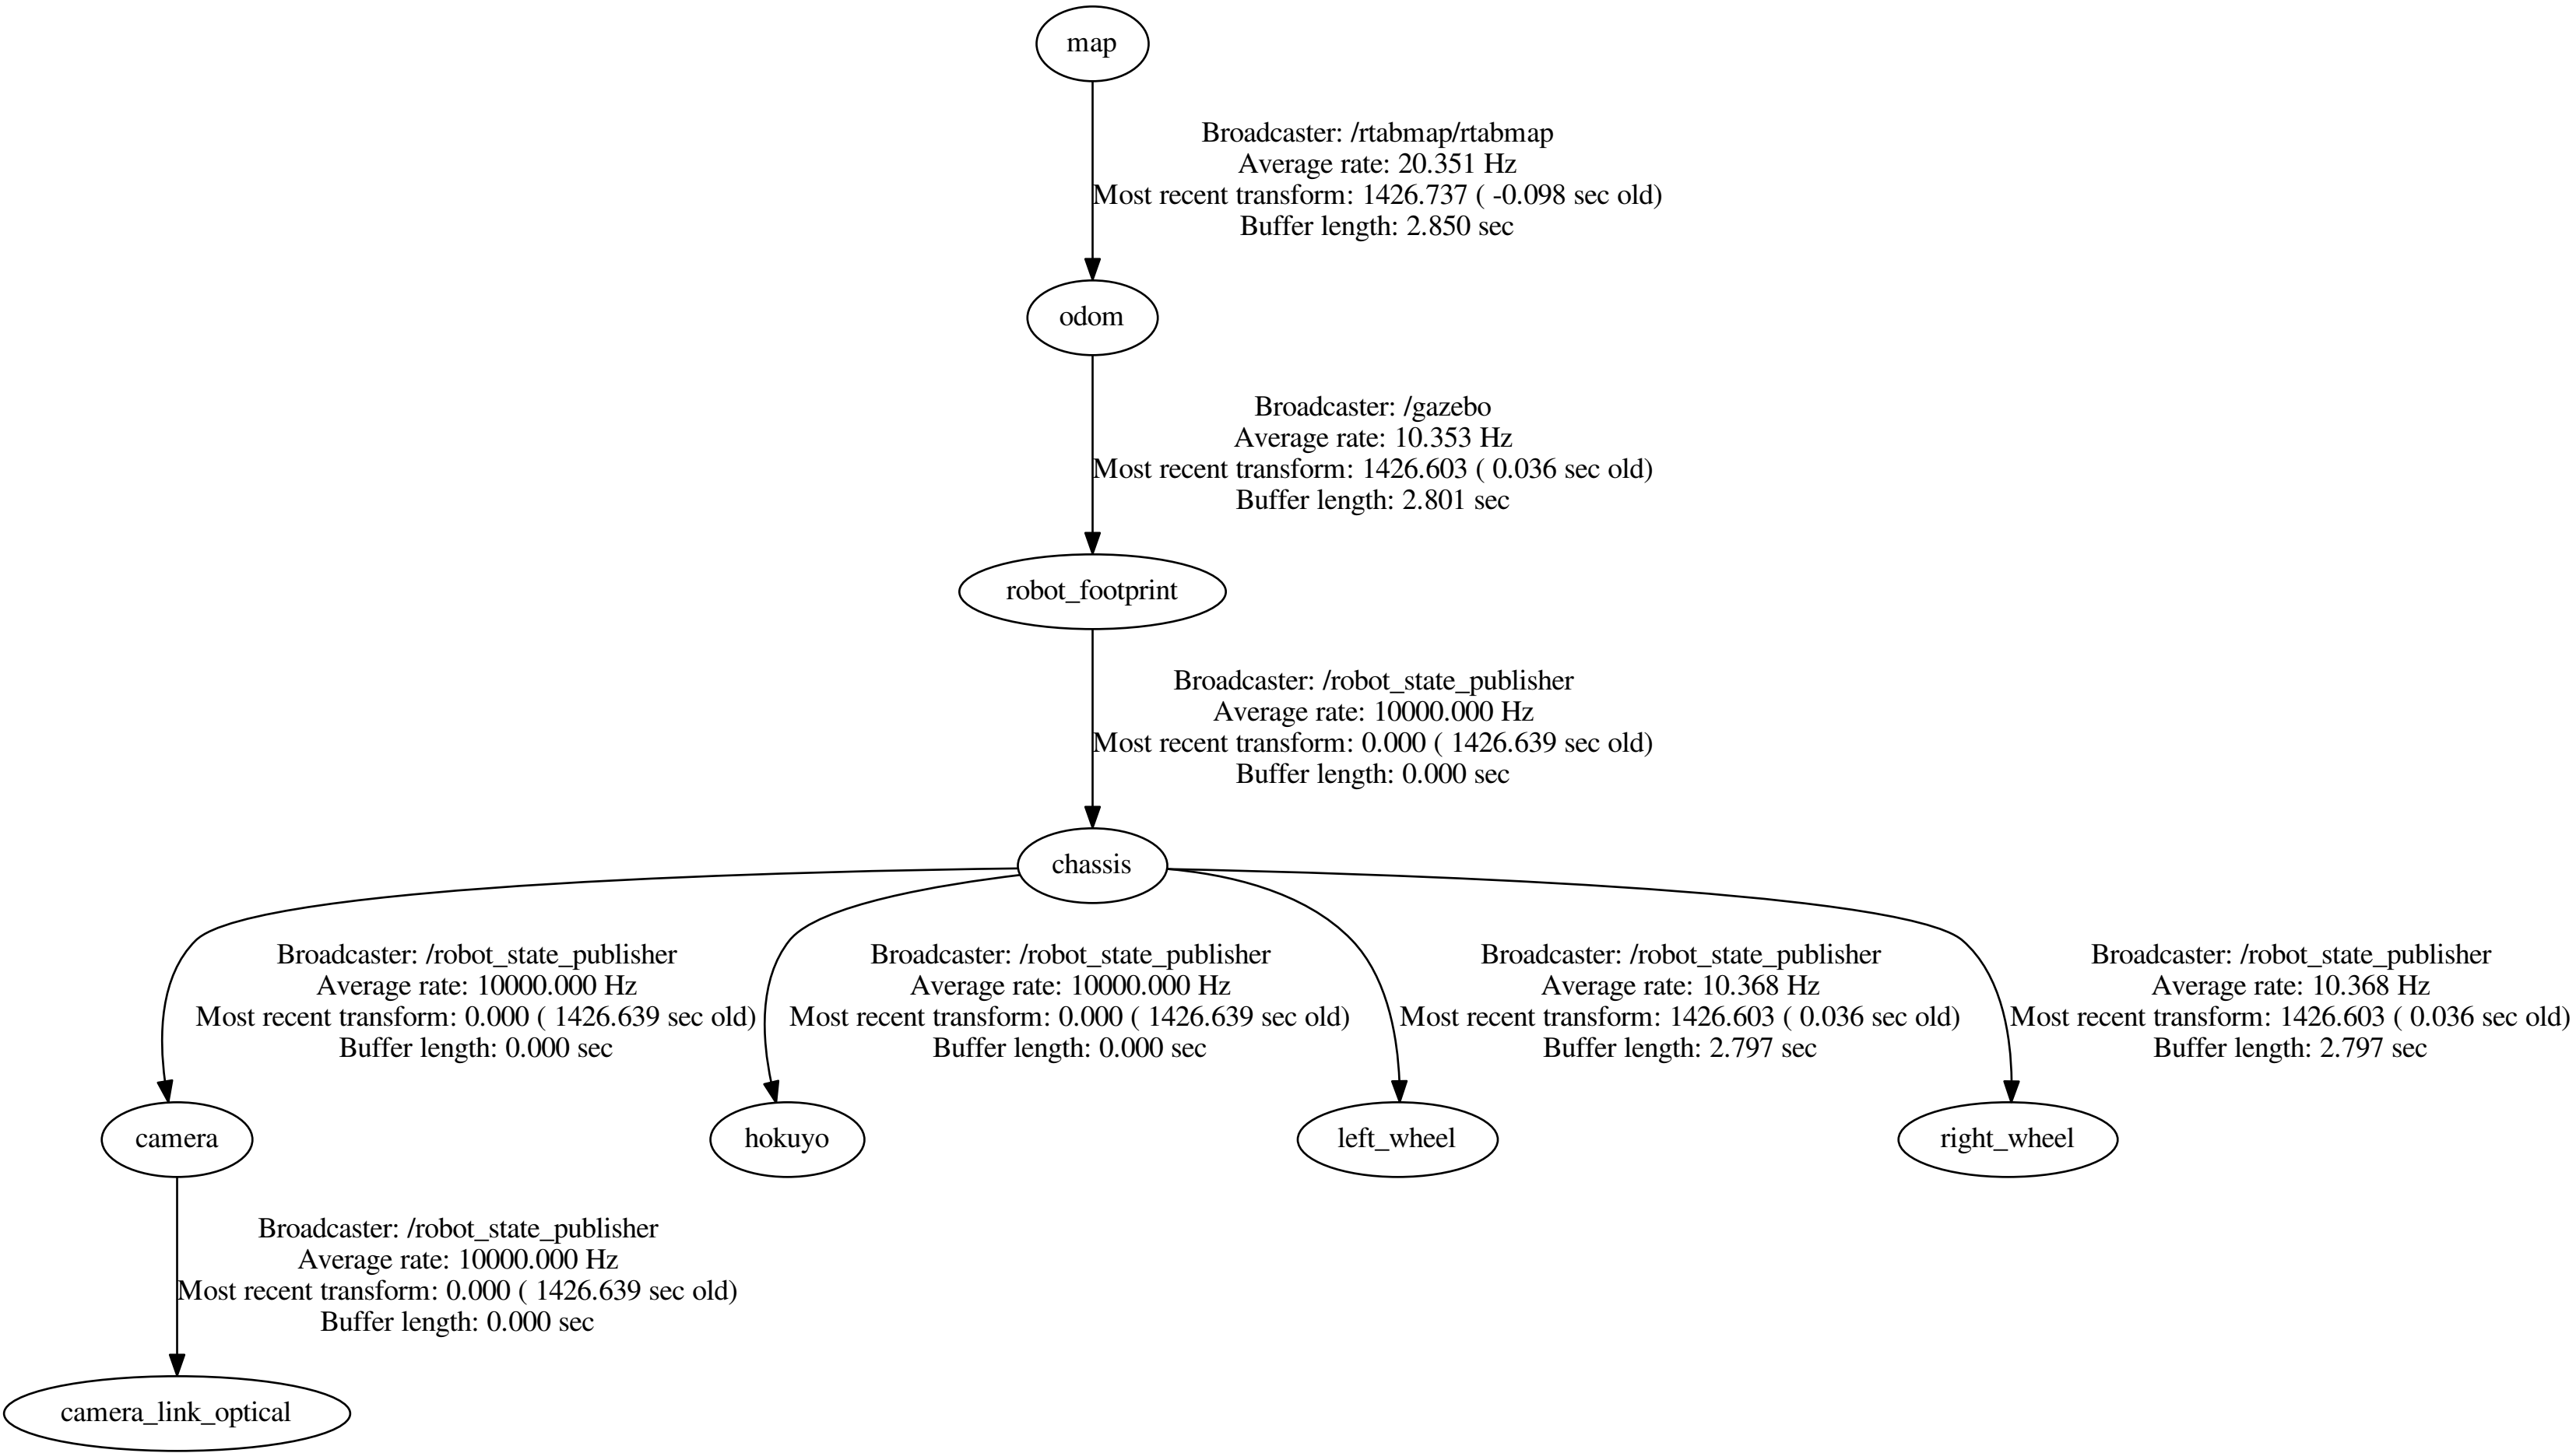 map
Broadcaster: /rtabmap/rtabmap
Average rate: 20.351 Hz
Most recent transform: 1426.737 ( -0.098 sec old)
Buffer length: 2.850 sec
odom
Broadcaster: /gazebo
Average rate: 10.353 Hz
Most recent transform: 1426.603 ( 0.036 sec old)
Buffer length: 2.801 sec
robot_footprint
Broadcaster: /robot_state_publisher
Average rate: 10000.000 Hz
Most recent transform: 0.000 ( 1426.639 sec old)
Buffer length: 0.000 sec
chassis
Broadcaster: /robot_state_publisher
Average rate: 10000.000 Hz
Most recent transform: 0.000 ( 1426.639 sec old)
Buffer length: 0.000 sec
Broadcaster: /robot_state_publisher
Average rate: 10000.000 Hz
Most recent transform: 0.000 ( 1426.639 sec old)
Buffer length: 0.000 sec
Broadcaster: /robot_state_publisher
Average rate: 10.368 Hz
Most recent transform: 1426.603 ( 0.036 sec old)
Buffer length: 2.797 sec
Broadcaster: /robot_state_publisher
Average rate: 10.368 Hz
Most recent transform: 1426.603 ( 0.036 sec old)
Buffer length: 2.797 sec
camera
hokuyo
left_wheel
right_wheel
Broadcaster: /robot_state_publisher
Average rate: 10000.000 Hz
Most recent transform: 0.000 ( 1426.639 sec old)
Buffer length: 0.000 sec
camera_link_optical